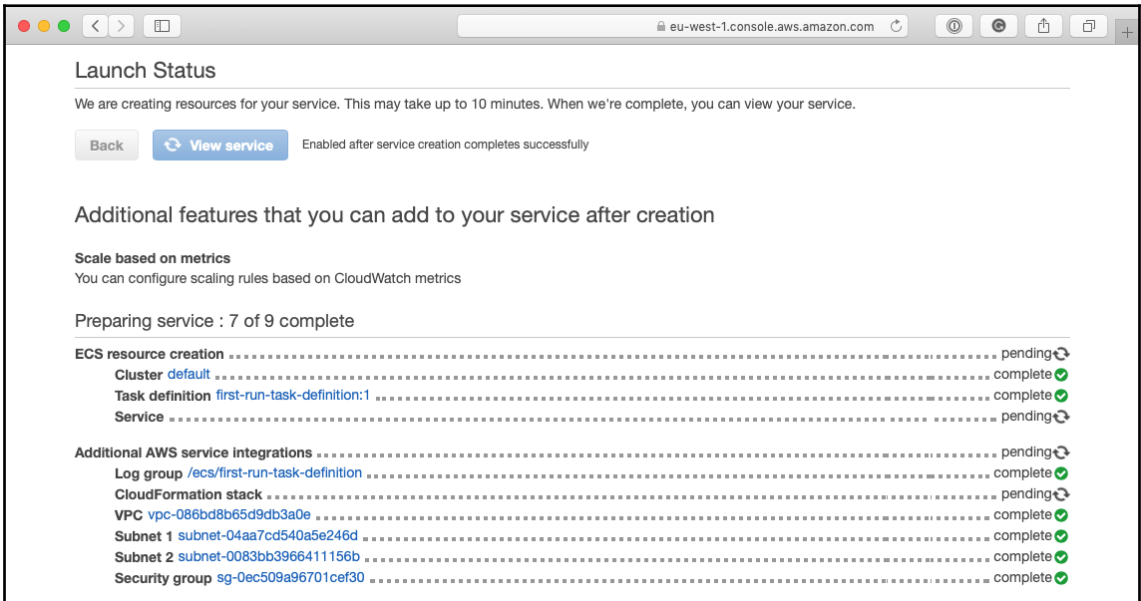 eu-west-1.console.aws.amazon.com
Launch Status
We are creating resources for your service. This may take up to 10 minutes. When we're complete, you can view your service.
Back View service Enabled after service creation completes successfully
Additional features that you can add to your service after creation
Scale based on metrics
You can configure scaling rules based on CloudWatch metrics
Preparing service : 7 of 9 complete
ECS resource creation pending
Cluster default complete
Task definition first-run-task-definition:1 complete
Service pending
Additional AWS service integrations pending
Log group /ecs/first-run-task-definition complete
CloudFormation stack pending
VPC vpc-086bd8b65d9db3a0e complete
Subnet 1 subnet-04aa7cd540a5e246d complete
Subnet 2 subnet-0083bb3966411156b complete
Security group sg-0ec509a96701cef30 complete